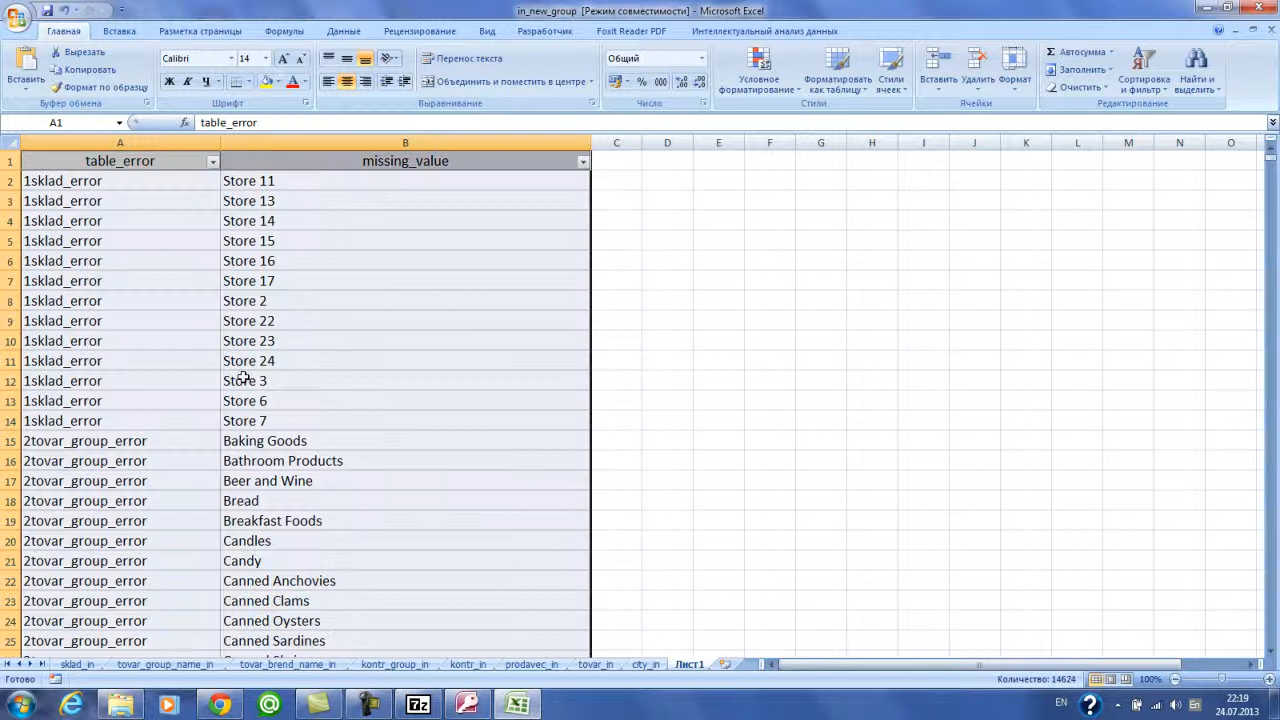 in_new_group [Режим совместимости] - Microsoft Excel
Главная Вставка Разметка страницы Формулы Данные Рецензирование Вид Разработчик Foxit Reader PDF Интеллектуальный анализ данных
Вставить
Вырезать
Копировать
Формат по образцу
Буфер обмена
Calibri 14
Ж К Ч
Шрифт
Перенос текста
Объединить и поместить в центре
Выравнивание
Общий
% 000
Число
Условное форматирование
Форматировать как таблицу
Стили ячеек
Стили
Вставить Удалить Формат
Ячейки
Автосумма
Заполнить
Очистить
Сортировка и фильтр
Найти и выделить
Редактирование
A1 fx table_error
A B C D E F G H I J K L M N O
1 table_error missing_value
2 1sklad_error Store 11
3 1sklad_error Store 13
4 1sklad_error Store 14
5 1sklad_error Store 15
6 1sklad_error Store 16
7 1sklad_error Store 17
8 1sklad_error Store 2
9 1sklad_error Store 22
10 1sklad_error Store 23
11 1sklad_error Store 24
12 1sklad_error Store 3
13 1sklad_error Store 6
14 1sklad_error Store 7
15 2tovar_group_error Baking Goods
16 2tovar_group_error Bathroom Products
17 2tovar_group_error Beer and Wine
18 2tovar_group_error Bread
19 2tovar_group_error Breakfast Foods
20 2tovar_group_error Candles
21 2tovar_group_error Candy
22 2tovar_group_error Canned Anchovies
23 2tovar_group_error Canned Clams
24 2tovar_group_error Canned Oysters
25 2tovar_group_error Canned Sardines
sklad_in tovar_group_name_in tovar_brend_name_in kontr_group_in kontr_in prodavec_in tovar_in city_in Лист1
Готово Количество: 14624 100%
7z EN 22:19
24.07.2013